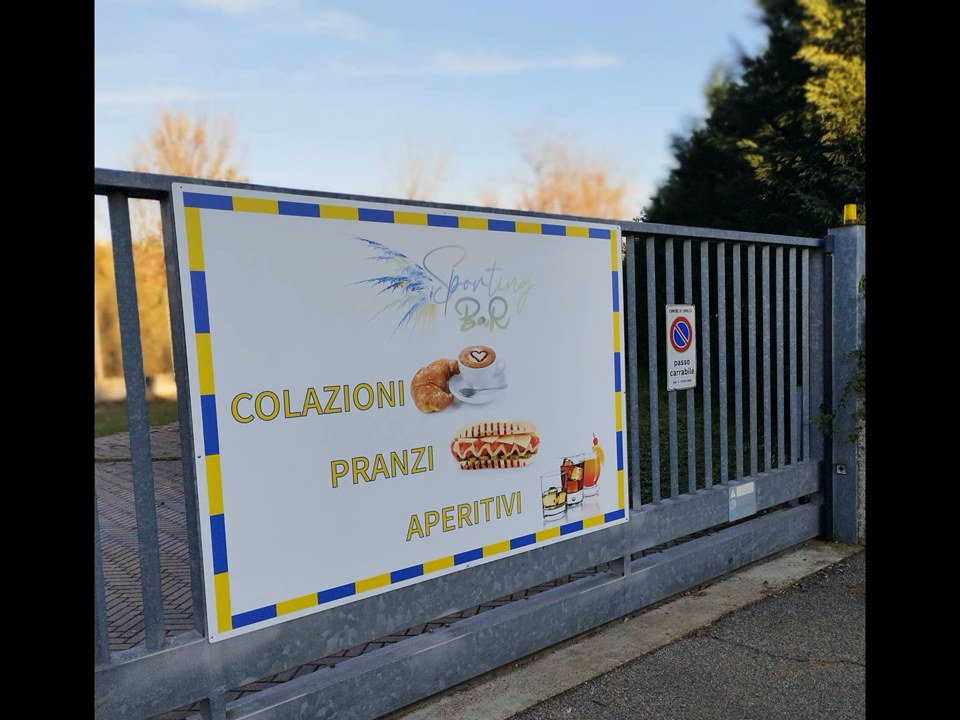 Sporting
BaR
COLAZIONI
PRANZI
APERITIVI
passo
carrabile